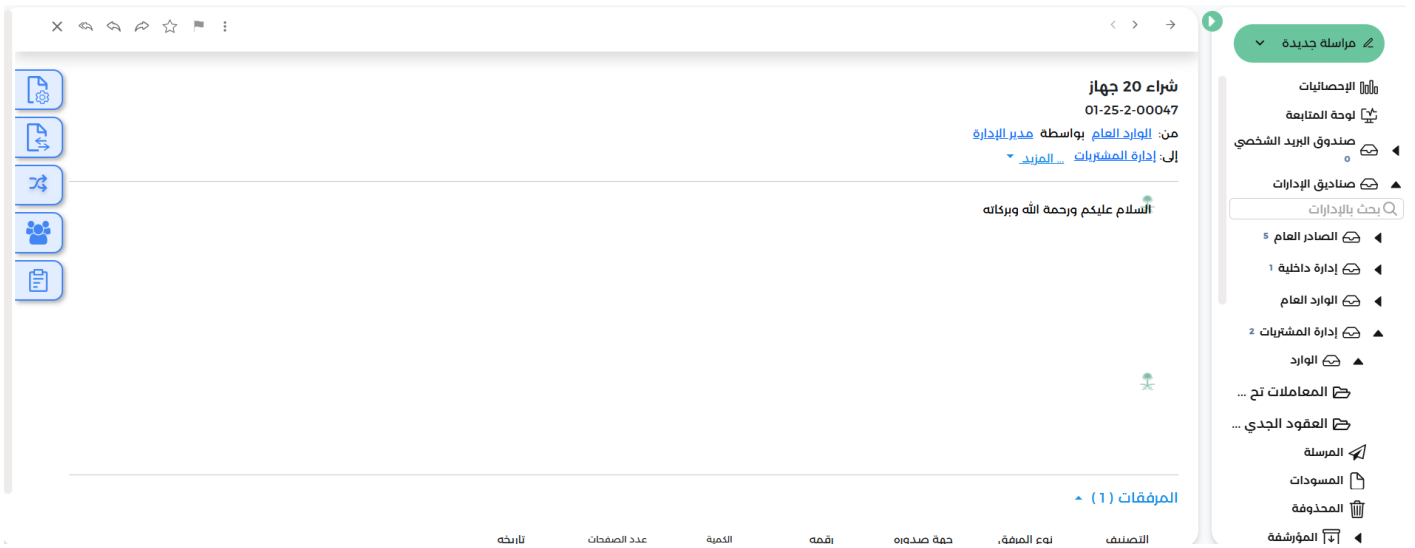 مراسلة جديدة
الإحصائيات
لوحة المتابعة
صندوق البريد الشخصي
0
صناديق الإدارات
بحث بالإدارات
الصادر العام 5
إدارة داخلية 1
الوارد العام
إدارة المشتريات 2
الوارد
المعاملات تح ...
العقود الجدي ...
المرسلة
المسودات
المحذوفة
المؤرشفة
شراء 20 جهاز
01-25-2-00047
من: الوارد العام بواسطة مدير الإدارة
إلى: إدارة المشتريات ... المزيد
السلام عليكم ورحمة الله وبركاته
المرفقات ( 1 )
التصنيف نوع المرفق جهة صدوره رقمه الكمية عدد الصفحات تاريخه